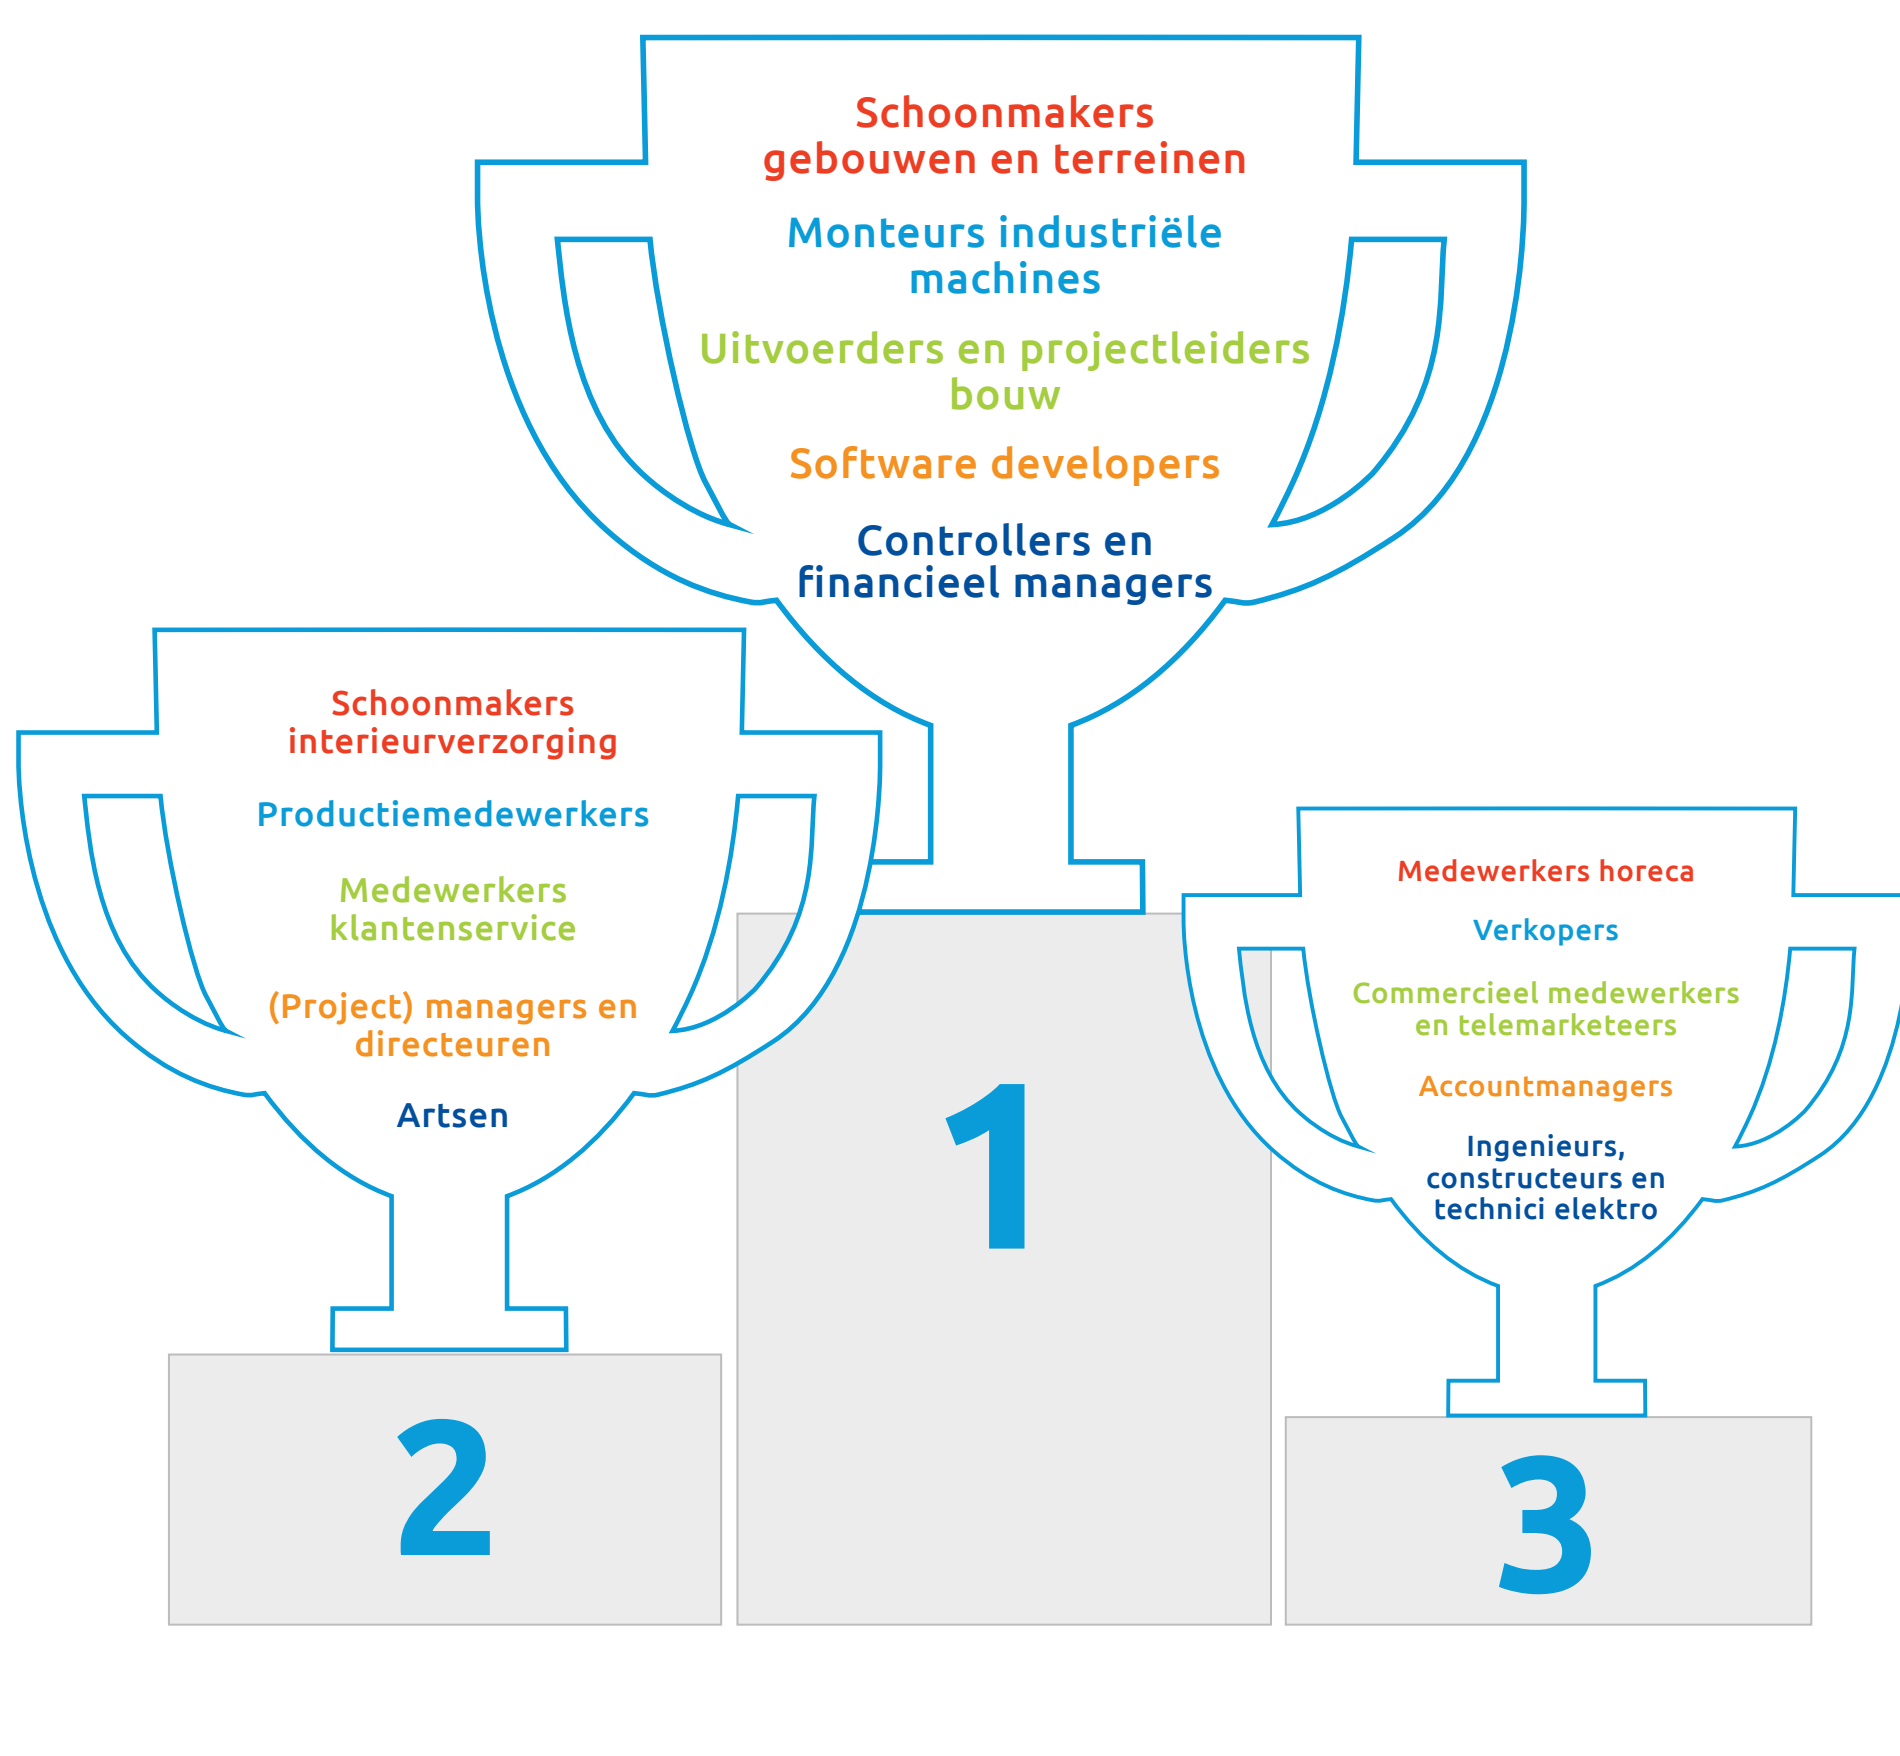 Schoonmakers
gebouwen en terreinen
Monteurs industriële
machines
Uitvoerders en projectleiders
bouw
Software developers
Controllers en
financieel managers
Schoonmakers
interieurverzorging
Productiemedewerkers
Medewerkers
klantenservice
(Project) managers en
directeuren
Artsen
Medewerkers horeca
Verkopers
Commercieel medewerkers
en telemarketeers
Accountmanagers
Ingenieurs,
constructeurs en
technici elektro
1
2
3